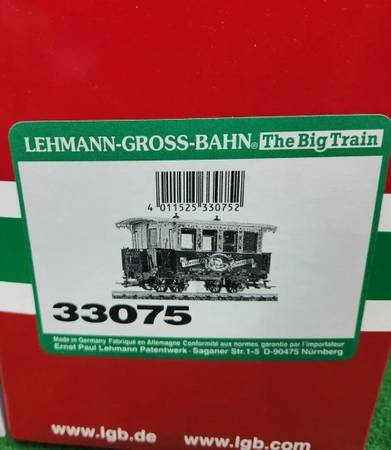 LEHMANN-GROSS-BAHN® The Big Train
4 011525 330752
33075
Made in Germany Fabriqué en Allemagne Conformité aux normes garantie par l'importateur
Ernst Paul Lehmann Patentwerk · Saganer Str.1-5 D-90475 Nürnberg
www.lgb.de www.lgb.com